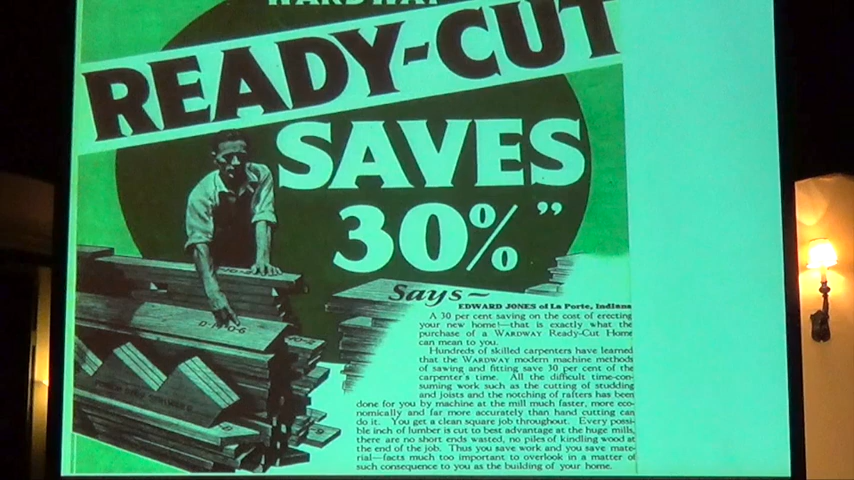 WARDWAY
READY-CUT
SAVES
30%"
Says~
EDWARD JONES of La Porte, Indiana
A 30 per cent saving on the cost of erecting
your new home!—that is exactly what the
purchase of a WARDWAY Ready-Cut Home
can mean to you.
Hundreds of skilled carpenters have learned
that the WARDWAY modern machine methods
of sawing and fitting save 30 per cent of the
carpenter's time. All the difficult time-con-
suming work such as the cutting of studding
and joists and the notching of rafters has been
done for you by machine at the mill much faster, more eco-
nomically and far more accurately than hand cutting can
do it. You get a clean square job throughout. Every possi-
ble inch of lumber is cut to best advantage at the huge mills,
there are no short ends wasted, no piles of kindling wood at
the end of the job. Thus you save work and you save mate-
rial—facts much too important to overlook in a matter of
such consequence to you as the building of your home.